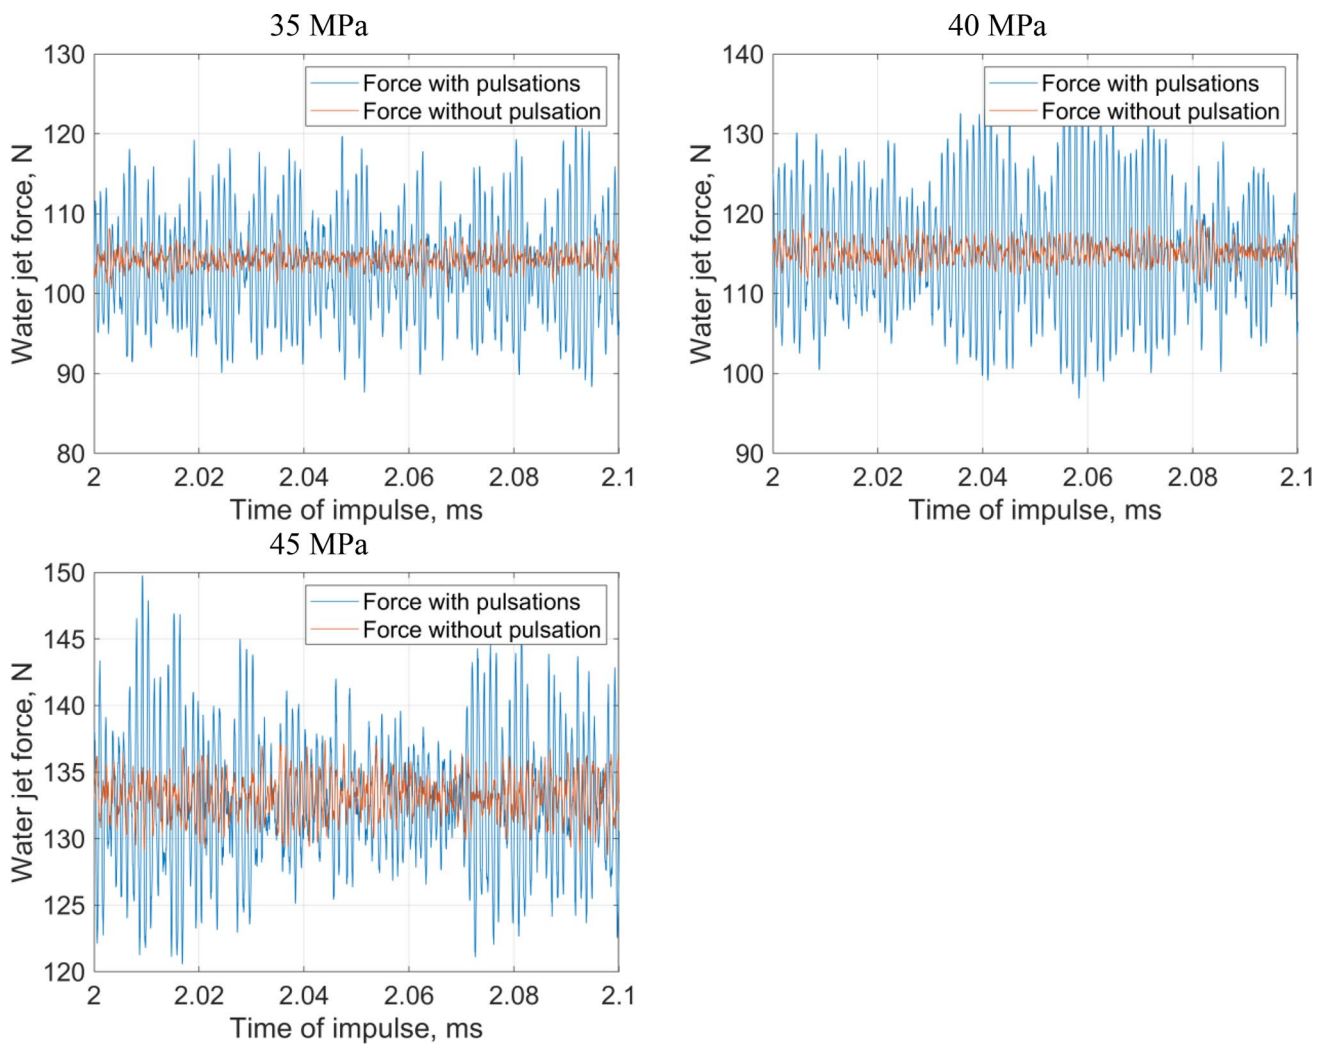 35 MPa
130
120
110
100
90
80
Water jet force, N
Force with pulsations
Force without pulsation
2
2.02
2.04
2.06
2.08
2.1
Time of impulse, ms
40 MPa
140
130
120
110
100
90
Water jet force, N
Force with pulsations
Force without pulsation
2
2.02
2.04
2.06
2.08
2.1
Time of impulse, ms
45 MPa
150
145
140
135
130
125
120
Water jet force, N
Force with pulsations
Force without pulsation
2
2.02
2.04
2.06
2.08
2.1
Time of impulse, ms